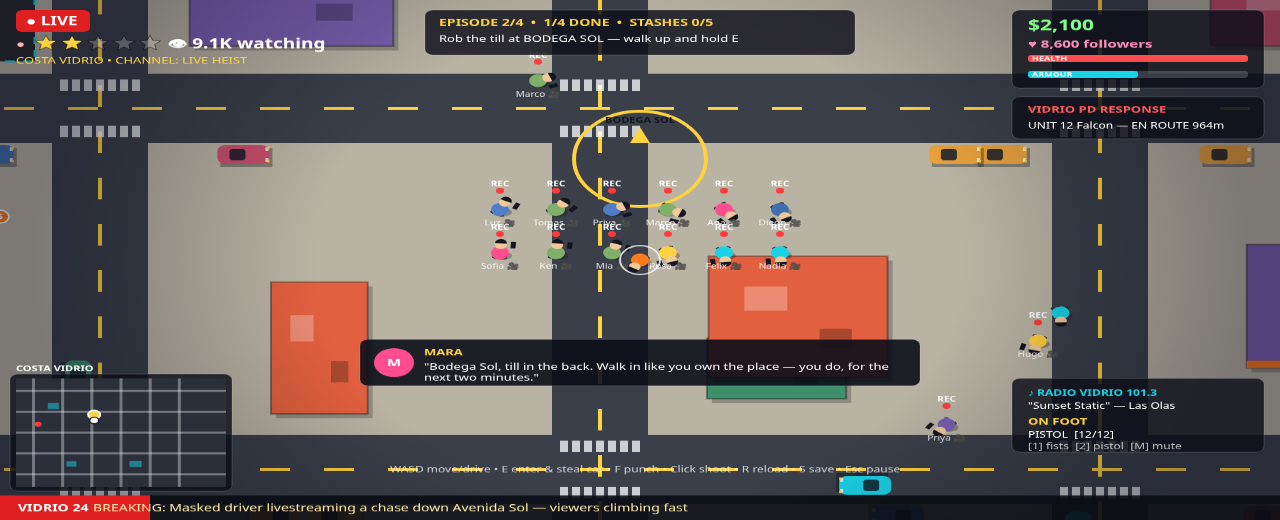 LIVE
9.1K watching
COSTA VIDRIO • CHANNEL: LIVE HEIST
EPISODE 2/4 • 1/4 DONE • STASHES 0/5
Rob the till at BODEGA SOL — walk up and hold E
$2,100
♥ 8,600 followers
HEALTH
ARMOUR
VIDRIO PD RESPONSE
UNIT 12 Falcon — EN ROUTE 964m
REC
Marco
BODEGA SOL
REC REC REC REC REC REC
Luz Tomas Priya Marco Ana Diego
REC REC REC REC REC REC
Sofia Ken Mia Rosa Felix Nadia
REC
Hugo
MARA
M
"Bodega Sol, till in the back. Walk in like you own the place — you do, for the
next two minutes."
COSTA VIDRIO
REC
Priya
♪ RADIO VIDRIO 101.3
"Sunset Static" — Las Olas
ON FOOT
PISTOL [12/12]
[1] fists [2] pistol [M] mute
WASD move/drive • E enter & steal car • F punch • Click shoot • R reload • S save • Esc pause
VIDRIO 24 BREAKING: Masked driver livestreaming a chase down Avenida Sol — viewers climbing fast